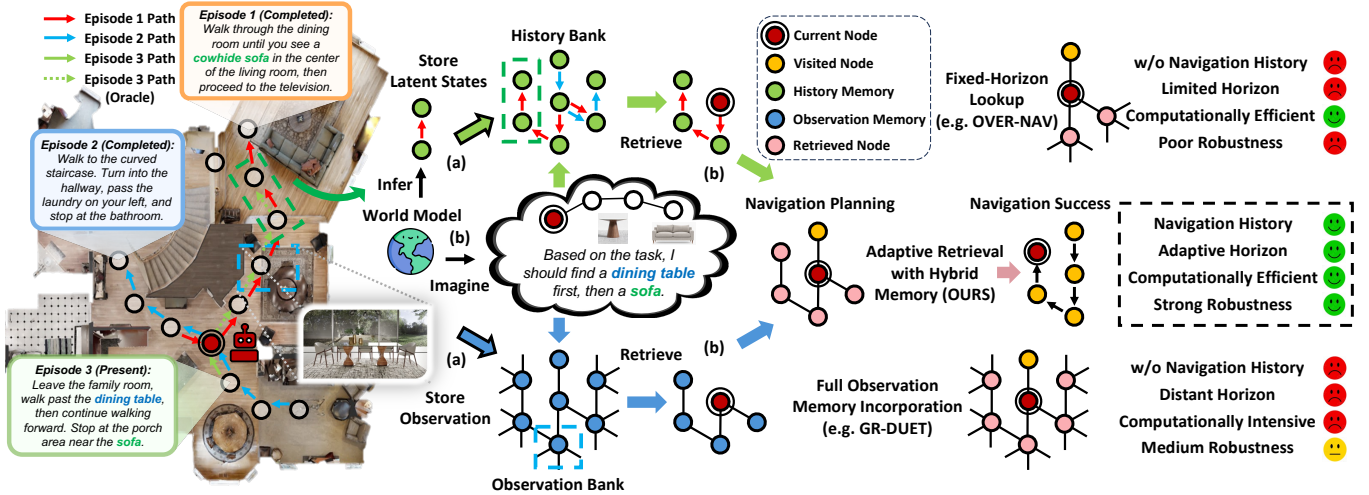 Episode 1 Path
Episode 2 Path
Episode 3 Path
Episode 3 Path
(Oracle)
Episode 1 (Completed):
Walk through the dining
room until you see a
cowhide sofa in the center
of the living room, then
proceed to the television.
Episode 2 (Completed):
Walk to the curved
staircase. Turn into the
hallway, pass the
laundry on your left, and
stop at the bathroom.
Episode 3 (Present):
Leave the family room,
walk past the dining table,
then continue walking
forward. Stop at the porch
area near the sofa.
Store
Latent States
(a)
Infer
World Model
(b)
Imagine
(a)
Store
Observation
History Bank
Retrieve
(b)
Based on the task, I
should find a dining table
first, then a sofa.
Retrieve
(b)
Observation Bank
Current Node
Visited Node
History Memory
Observation Memory
Retrieved Node
Navigation Planning
Fixed-Horizon
Lookup
(e.g. OVER-NAV)
w/o Navigation History
Limited Horizon
Computationally Efficient
Poor Robustness
Adaptive Retrieval
with Hybrid
Memory (OURS)
Navigation Success
Navigation History
Adaptive Horizon
Computationally Efficient
Strong Robustness
Full Observation
Memory Incorporation
(e.g. GR-DUET)
w/o Navigation History
Distant Horizon
Computationally Intensive
Medium Robustness